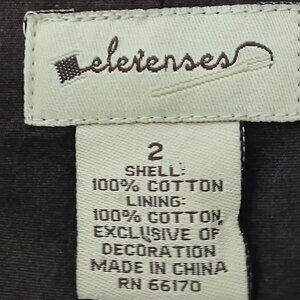 elevenses
2
SHELL:
100% COTTON
LINING:
100% COTTON
EXCLUSIVE OF
DECORATION
MADE IN CHINA
RN 66170